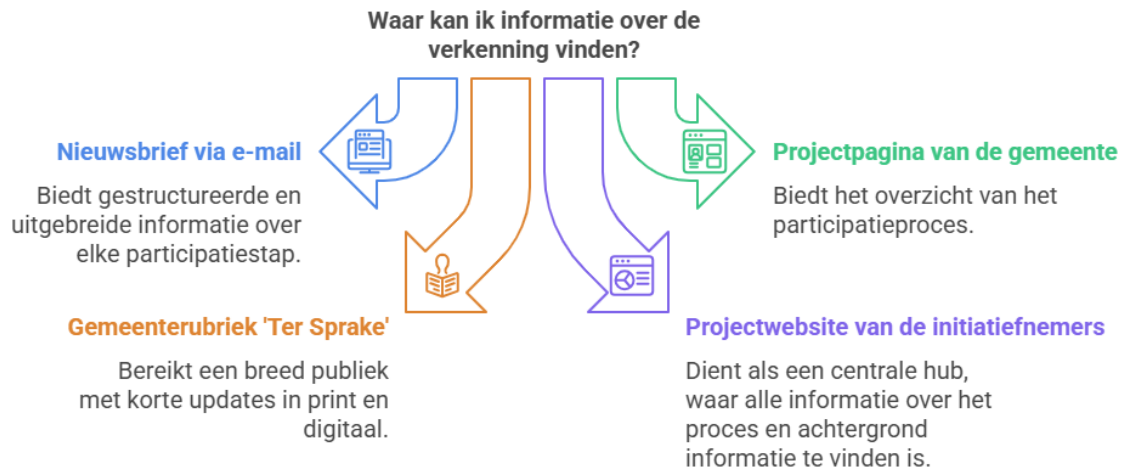 Waar kan ik informatie over de
verkenning vinden?
Nieuwsbrief via e-mail
Biedt gestructureerde en
uitgebreide informatie over
elke participatiestap.
Projectpagina van de gemeente
Biedt het overzicht van het
participatieproces.
Gemeenterubriek 'Ter Sprake'
Bereikt een breed publiek
met korte updates in print en
digitaal.
Projectwebsite van de initiatiefnemers
Dient als een centrale hub,
waar alle informatie over het
proces en achtergrond
informatie te vinden is.